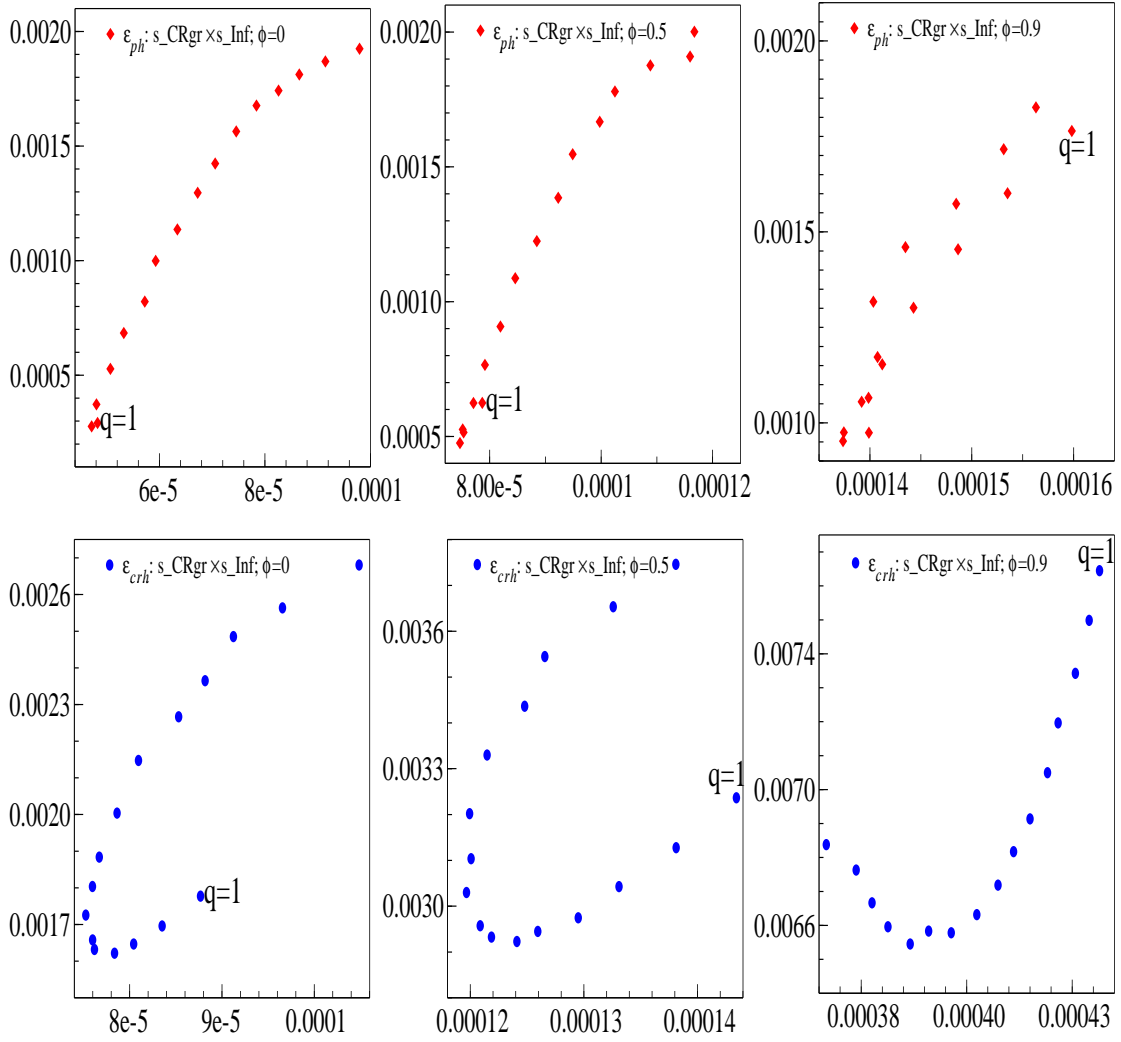 ε_ph: s_CRgr×s_Inf; ϕ=0
0.0020
0.0015
0.0010
0.0005
q=1
6e-5 8e-5 0.0001
ε_ph: s_CRgr×s_Inf; ϕ=0.5
0.0020
0.0015
0.0010
0.0005
q=1
8.00e-5 0.0001 0.00012
ε_ph: s_CRgr×s_Inf; ϕ=0.9
0.0020
0.0015
0.0010
q=1
0.00014 0.00015 0.00016
ε_crh: s_CRgr×s_Inf; ϕ=0
0.0026
0.0023
0.0020
0.0017
q=1
8e-5 9e-5 0.0001
ε_crh: s_CRgr×s_Inf; ϕ=0.5
0.0036
0.0033
0.0030
q=1
0.00012 0.00013 0.00014
ε_crh: s_CRgr×s_Inf; ϕ=0.9
q=1
0.0074
0.0070
0.0066
0.00038 0.00040 0.00043